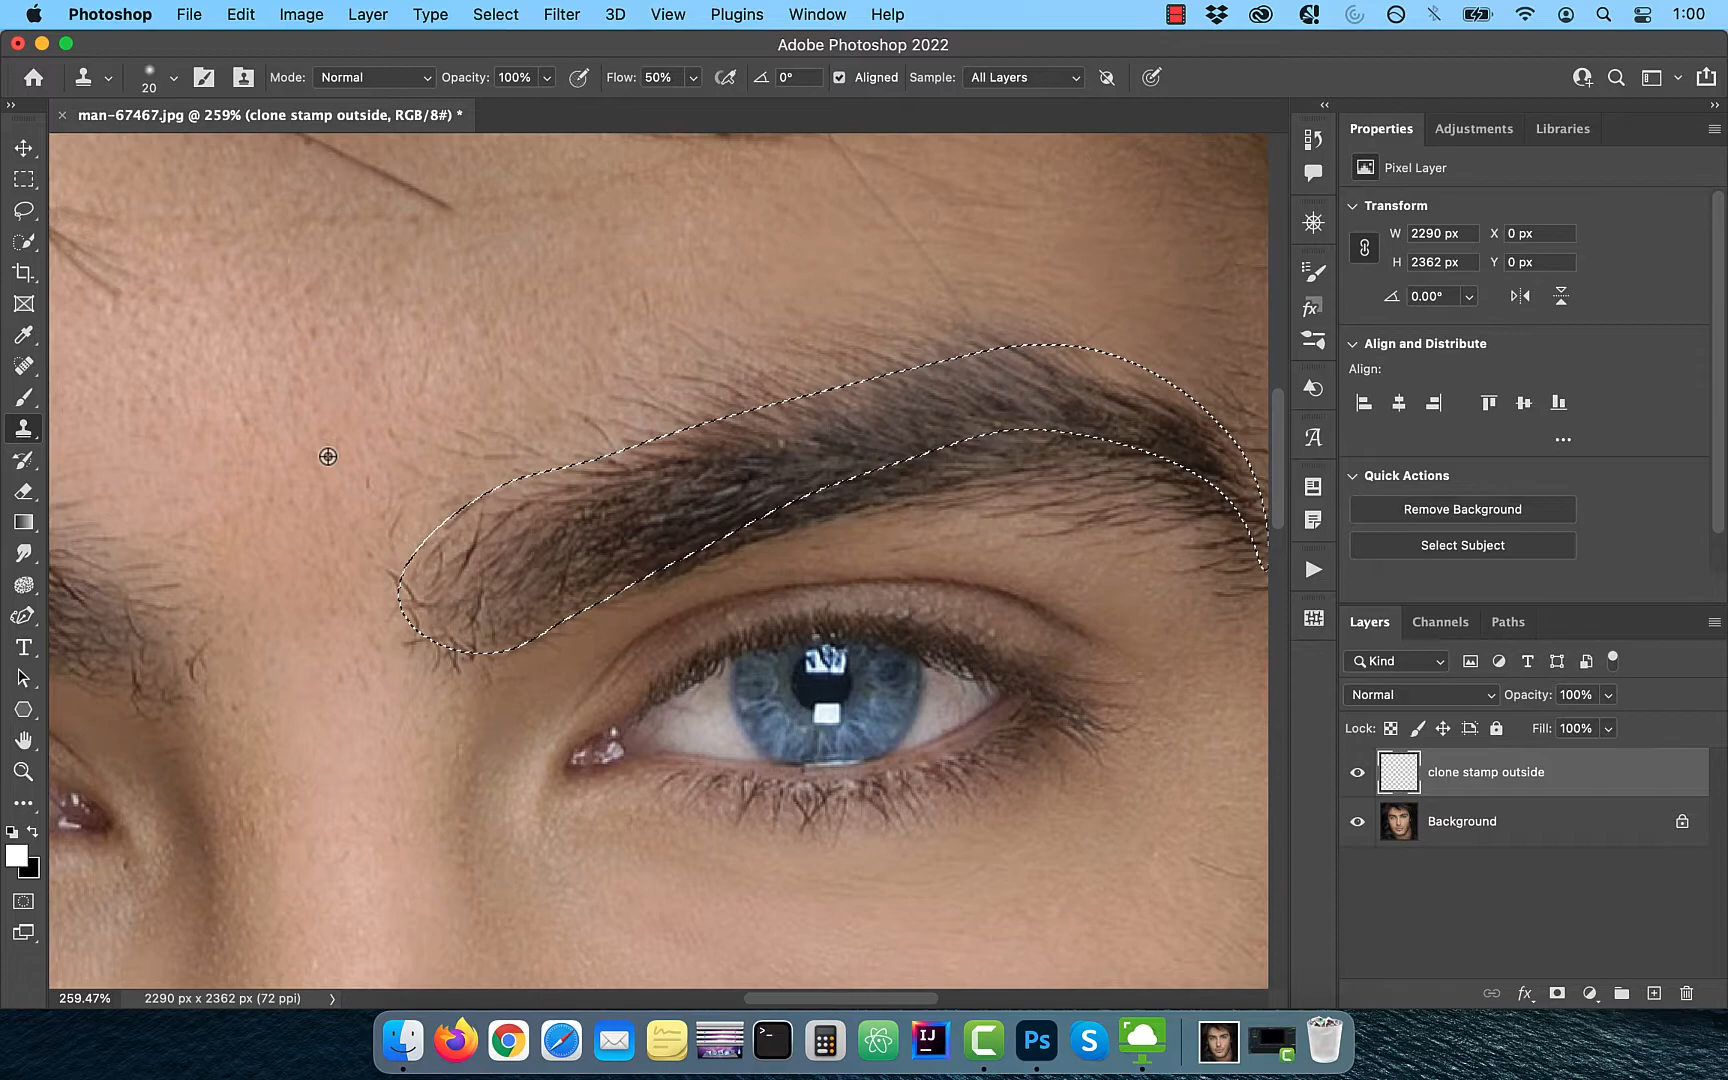 Photoshop File Edit Image Layer Type Select Filter 3D View Plugins Window Help 1:00
Adobe Photoshop 2022
20 Mode: Normal Opacity: 100% Flow: 50% 0° Aligned Sample: All Layers
man-67467.jpg @ 259% (clone stamp outside, RGB/8#) *
Properties Adjustments Libraries
Pixel Layer
Transform
W 2290 px X 0 px
H 2362 px Y 0 px
0.00°
Align and Distribute
Align:
Quick Actions
Remove Background
Select Subject
Layers Channels Paths
Kind
Normal Opacity: 100%
Lock: Fill: 100%
clone stamp outside
Background
259.47% 2290 px x 2362 px (72 ppi)